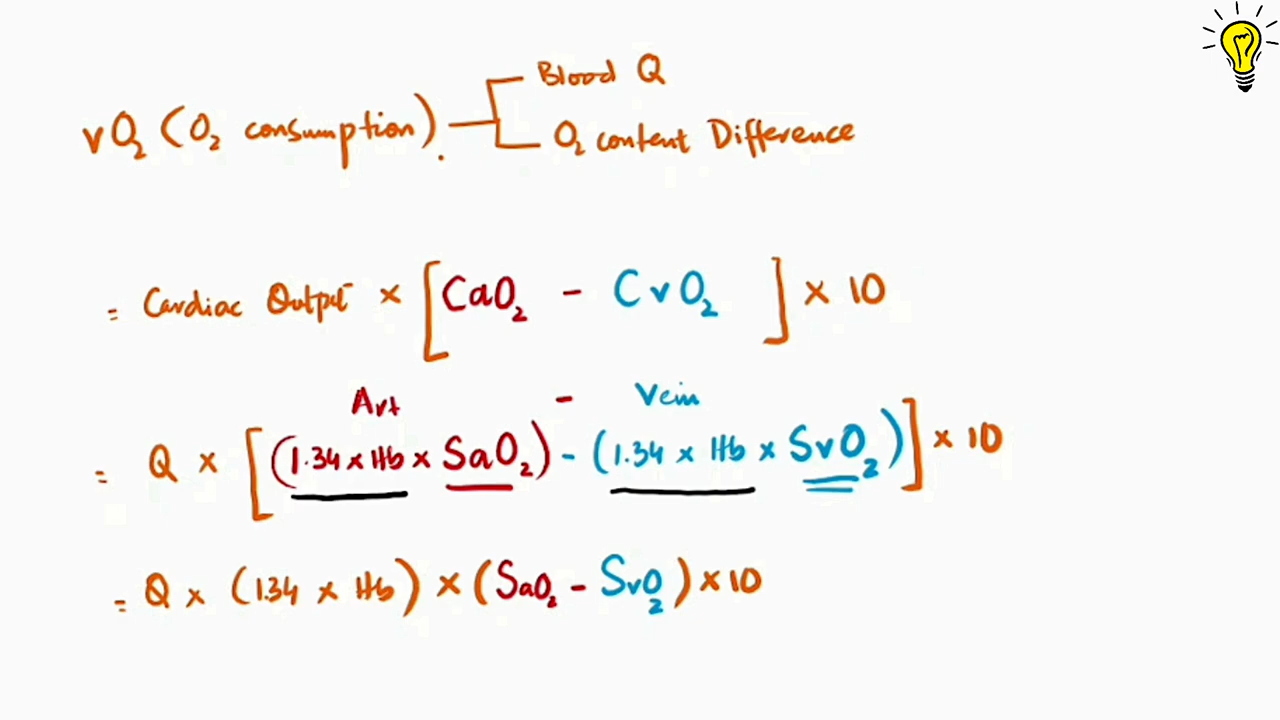 Blood Q
vO₂ (O₂ consumption).
O₂ content Difference
= Cardiac Output × [CaO₂ - CvO₂] × 10
Art - Vein
= Q × [(1.34 × Hb × SaO₂) - (1.34 × Hb × SvO₂)] × 10
= Q × (1.34 × Hb) × (SaO₂ - SvO₂) × 10